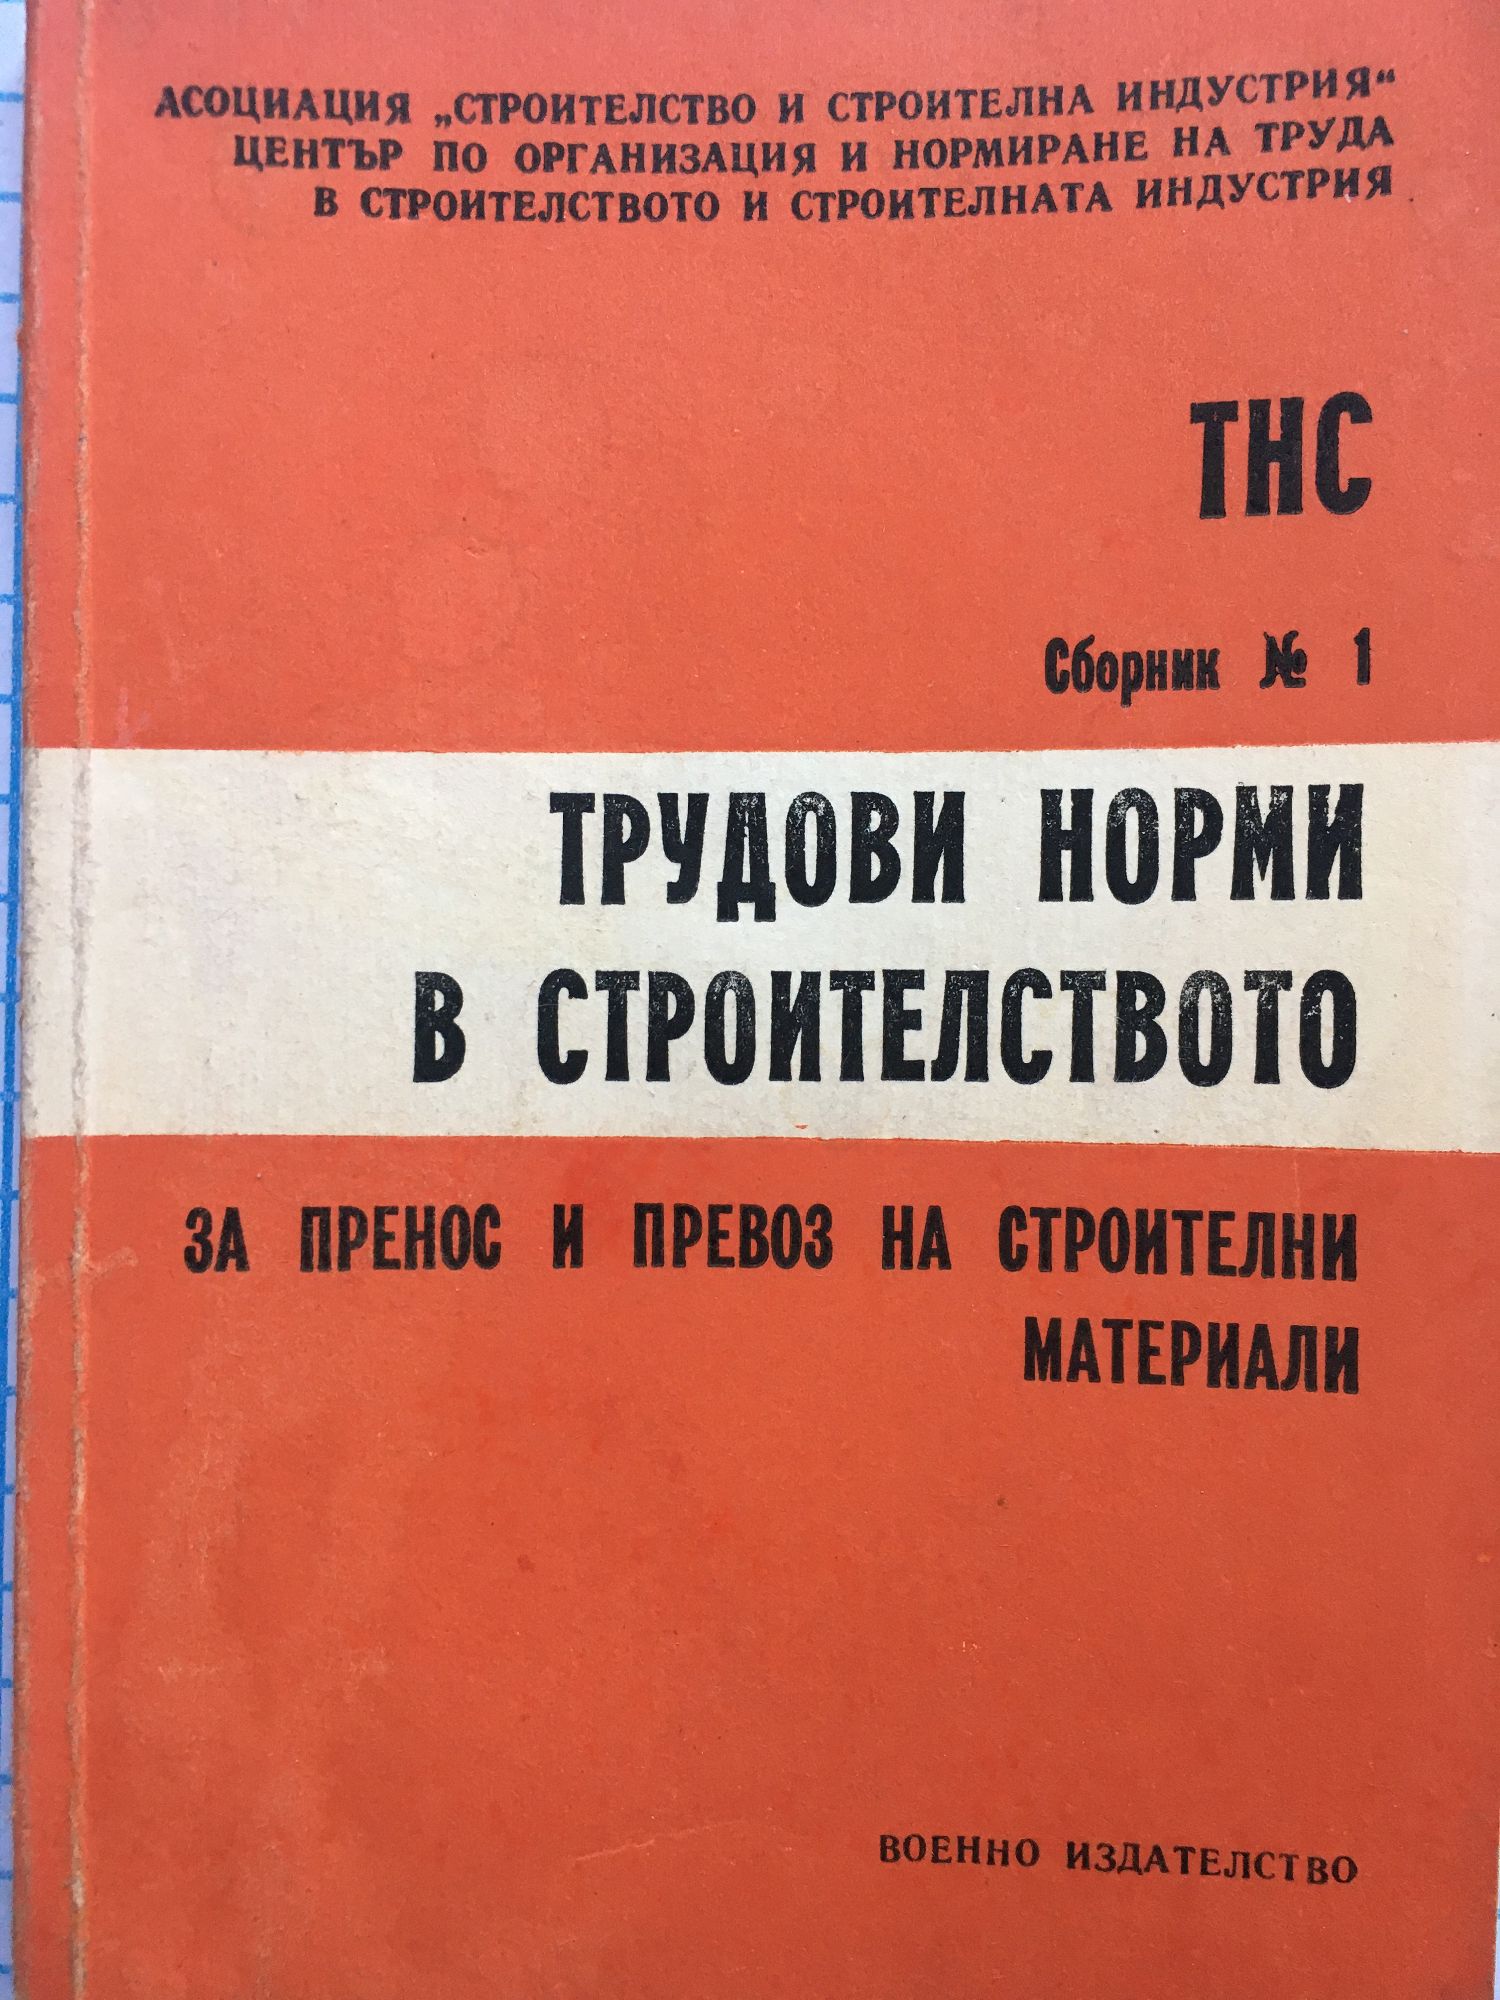 АСОЦИАЦИЯ „СТРОИТЕЛСТВО И СТРОИТЕЛНА ИНДУСТРИЯ“
ЦЕНТЪР ПО ОРГАНИЗАЦИЯ И НОРМИРАНЕ НА ТРУДА
В СТРОИТЕЛСТВОТО И СТРОИТЕЛНАТА ИНДУСТРИЯ
ТНС
Сборник № 1
ТРУДОВИ НОРМИ
В СТРОИТЕЛСТВОТО
ЗА ПРЕНОС И ПРЕВОЗ НА СТРОИТЕЛНИ
МАТЕРИАЛИ
ВОЕННО ИЗДАТЕЛСТВО